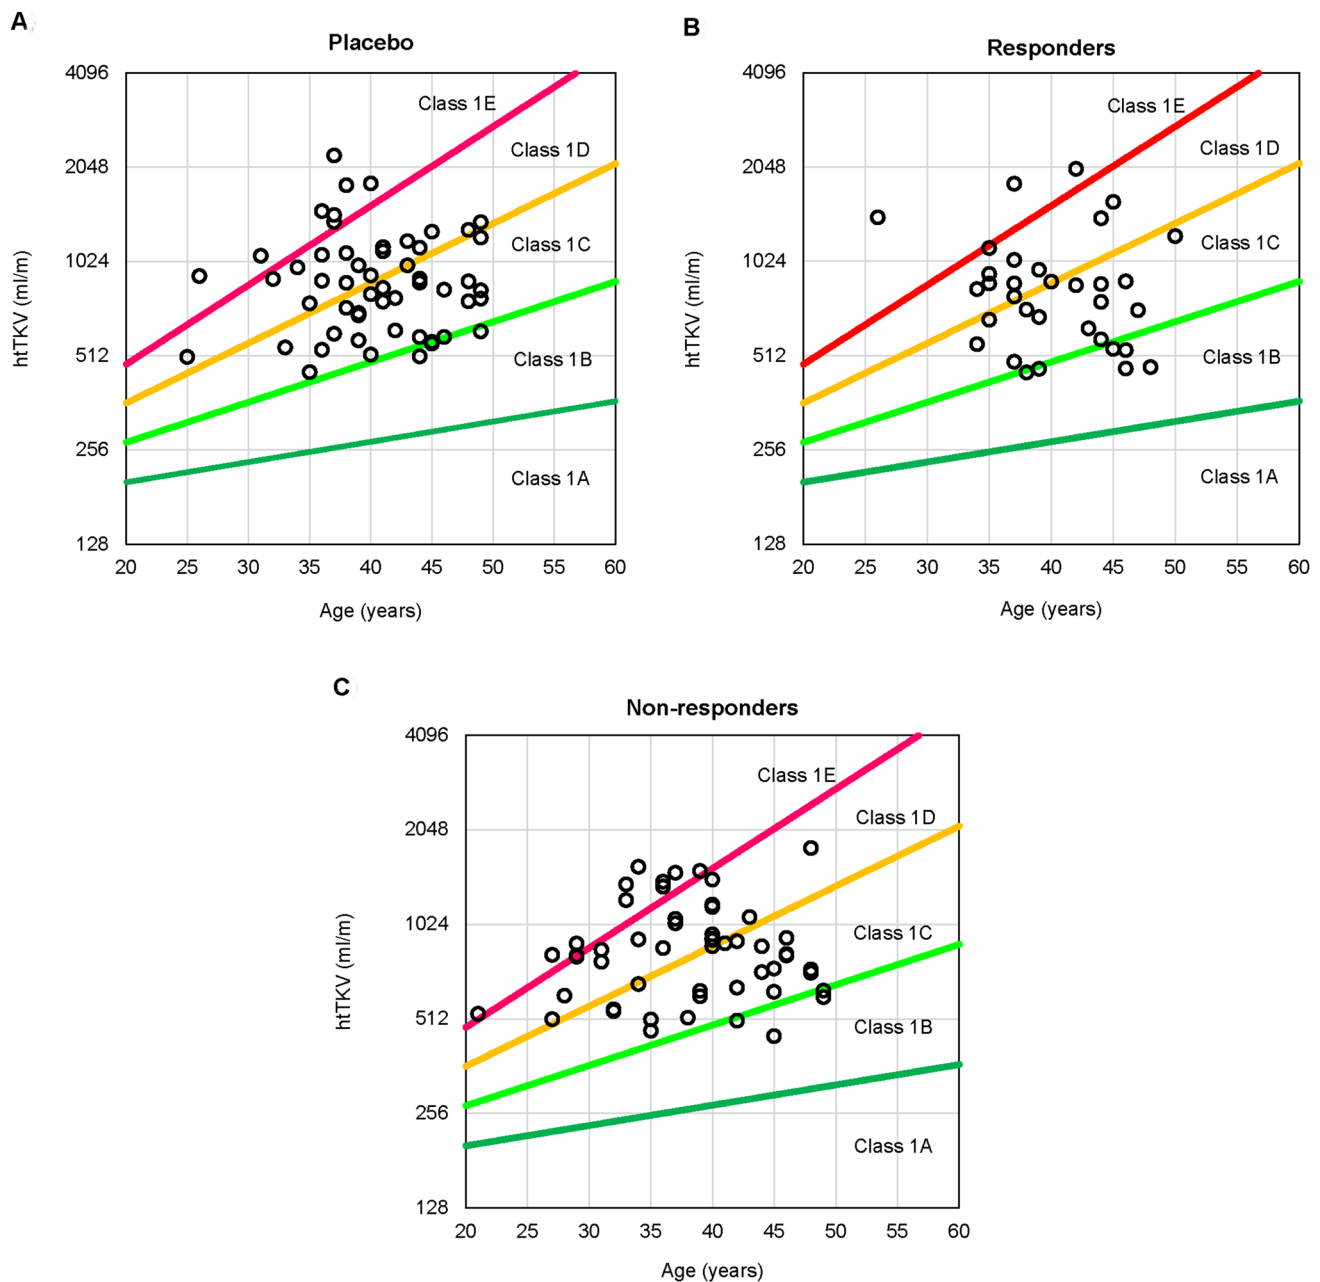 A
Placebo
4096
2048
1024
512
256
128
htTKV (ml/m)
Class 1E
Class 1D
Class 1C
Class 1B
Class 1A
20 25 30 35 40 45 50 55 60
Age (years)
B
Responders
4096
2048
1024
512
256
128
htTKV (ml/m)
Class 1E
Class 1D
Class 1C
Class 1B
Class 1A
20 25 30 35 40 45 50 55 60
Age (years)
C
Non-responders
4096
2048
1024
512
256
128
htTKV (ml/m)
Class 1E
Class 1D
Class 1C
Class 1B
Class 1A
20 25 30 35 40 45 50 55 60
Age (years)